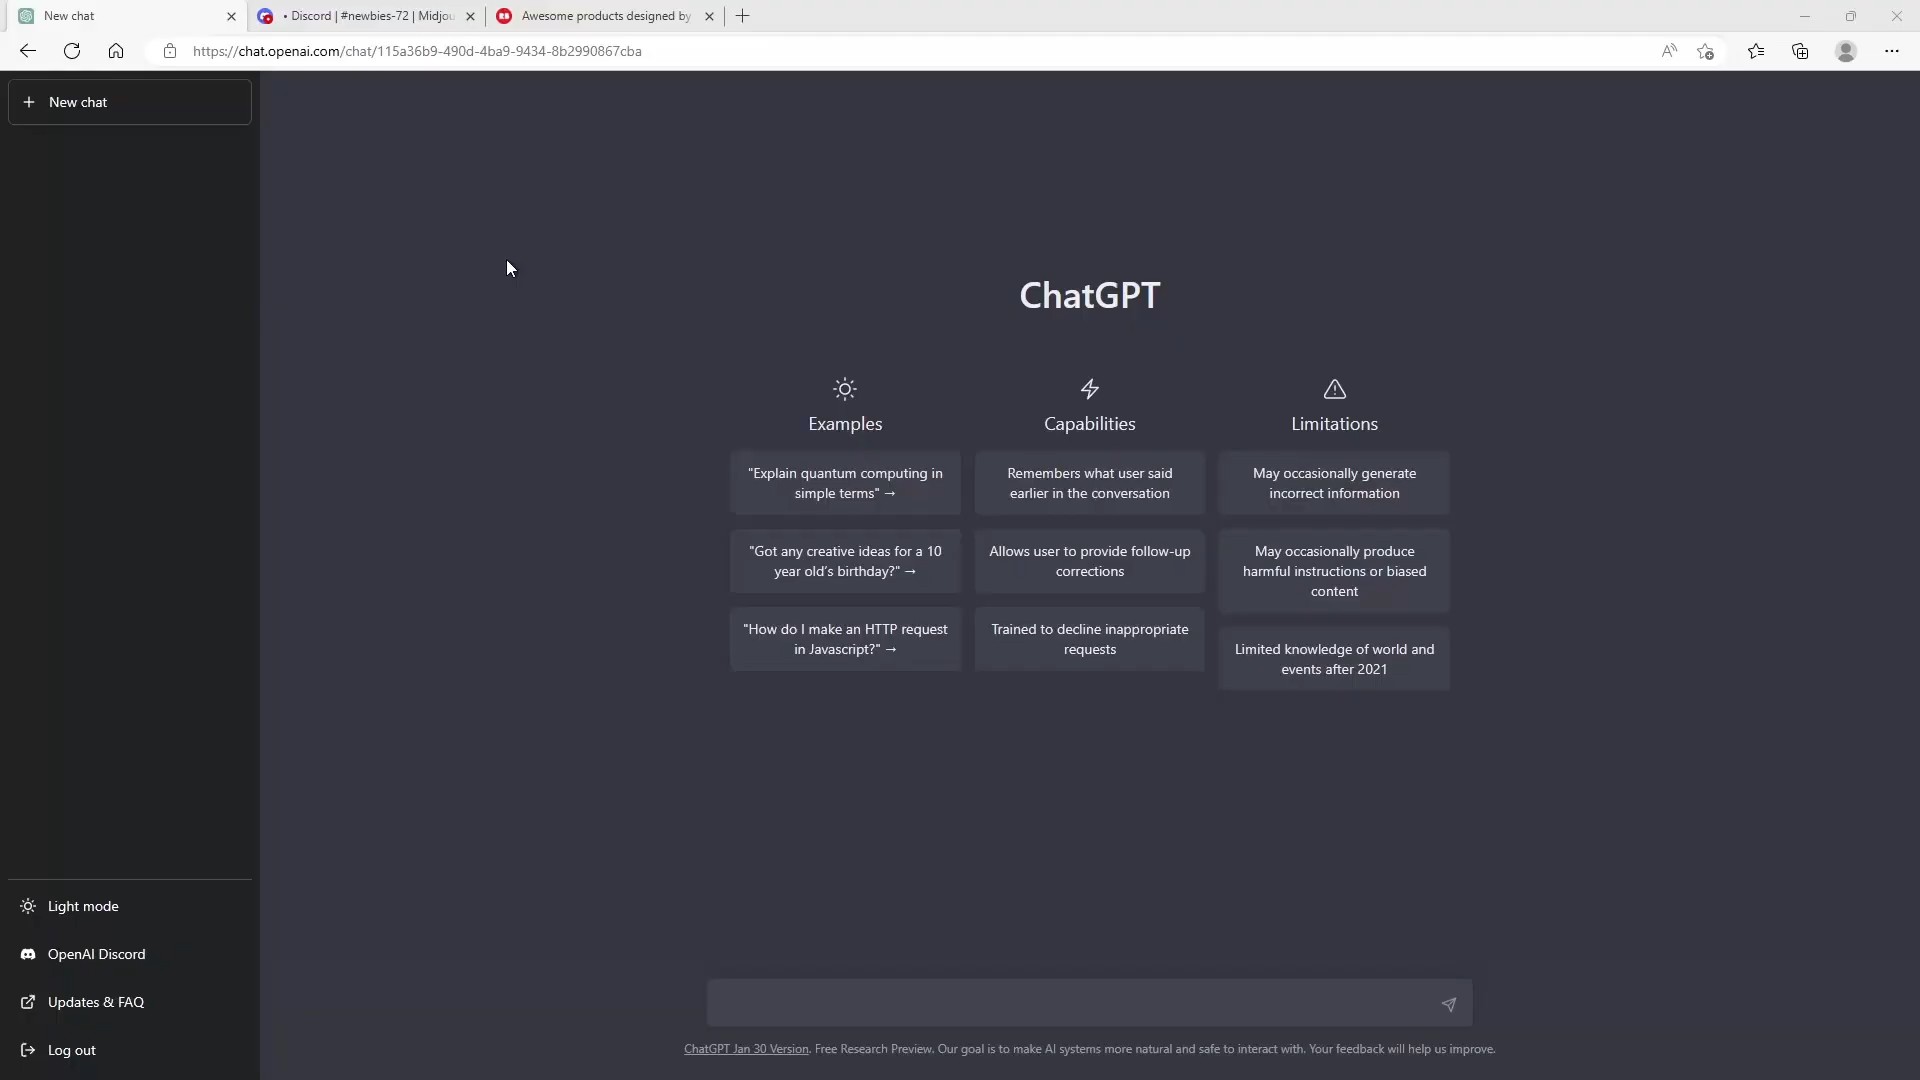 New chat
• Discord | #newbies-72 | Midjou
Awesome products designed by
https://chat.openai.com/chat/115a36b9-490d-4ba9-9434-8b2990867cba
New chat
ChatGPT
Examples
"Explain quantum computing in
simple terms" →
"Got any creative ideas for a 10
year old's birthday?" →
"How do I make an HTTP request
in Javascript?" →
Capabilities
Remembers what user said
earlier in the conversation
Allows user to provide follow-up
corrections
Trained to decline inappropriate
requests
Limitations
May occasionally generate
incorrect information
May occasionally produce
harmful instructions or biased
content
Limited knowledge of world and
events after 2021
Light mode
OpenAI Discord
Updates & FAQ
Log out
ChatGPT Jan 30 Version. Free Research Preview. Our goal is to make AI systems more natural and safe to interact with. Your feedback will help us improve.